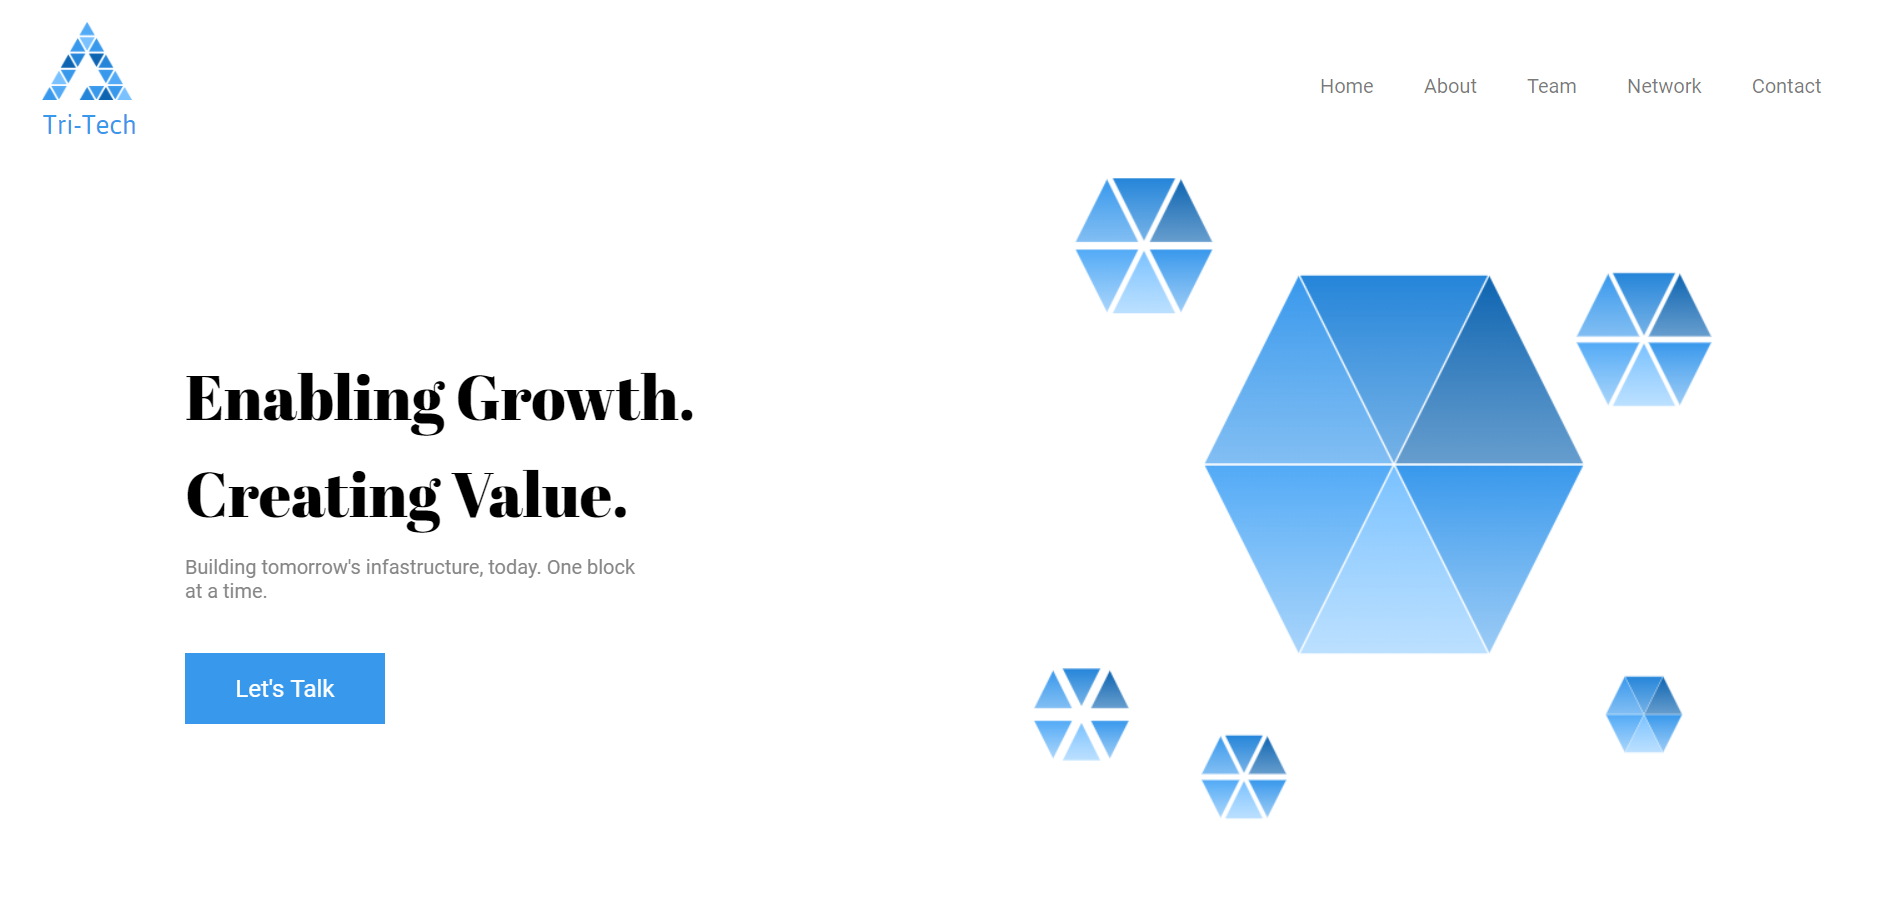 Tri-Tech
Home
About
Team
Network
Contact
Enabling Growth.
Creating Value.
Building tomorrow's infastructure, today. One block
at a time.
Let's Talk